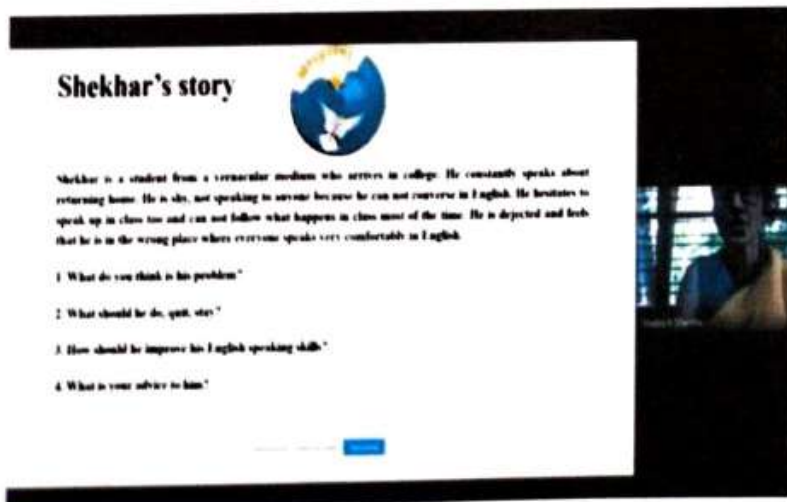 Shekhar's story
Shekhar is a student from a vernacular medium who arrives in college. He constantly speaks about
returning home. He is shy, not speaking to anyone because he can not converse in English. He hesitates to
speak up in class too and can not follow what happens in class most of the time. He is dejected and feels
that he is in the wrong place where everyone speaks very comfortably in English.
1 What do you think is his problem?
2 What should he do, quit, stay?
3. How should he improve his English speaking skills?
4. What is your advice to him?